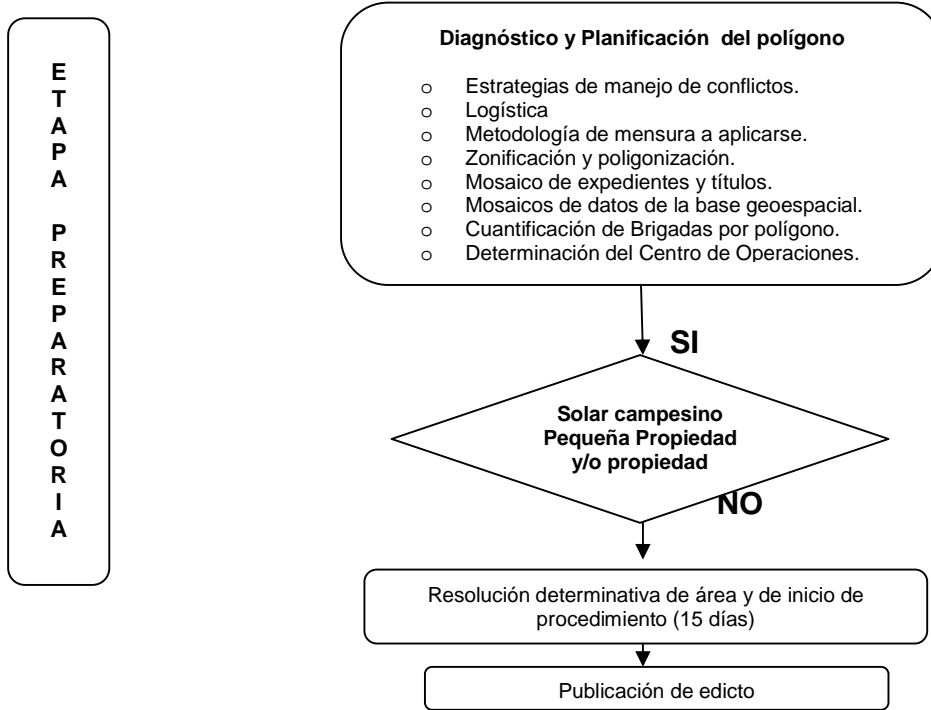 ETAPA PREPARATORIA
Diagnóstico y Planificación del polígono
o Estrategias de manejo de conflictos.
o Logística
o Metodología de mensura a aplicarse.
o Zonificación y poligonización.
o Mosaico de expedientes y títulos.
o Mosaicos de datos de la base geoespacial.
o Cuantificación de Brigadas por polígono.
o Determinación del Centro de Operaciones.
SI
Solar campesino
Pequeña Propiedad
y/o propiedad
NO
Resolución determinativa de área y de inicio de
procedimiento (15 días)
Publicación de edicto